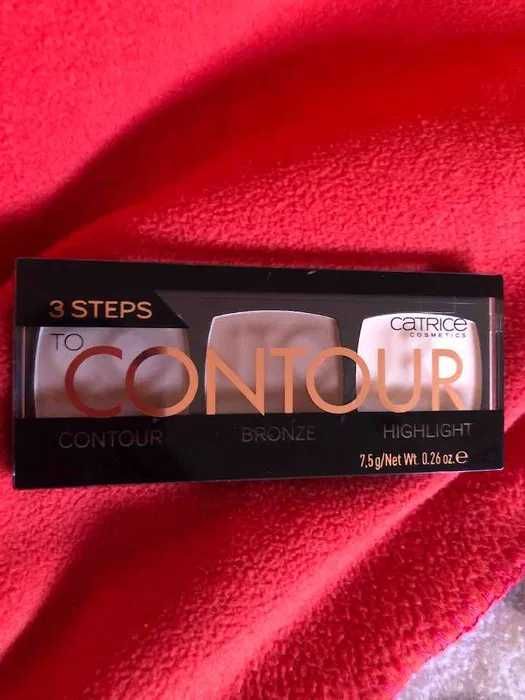 3 STEPS
TO
CONTOUR
CATRICE
COSMETICS
CONTOUR
BRONZE
HIGHLIGHT
7,5 g/Net Wt. 0.26 oz. ℮